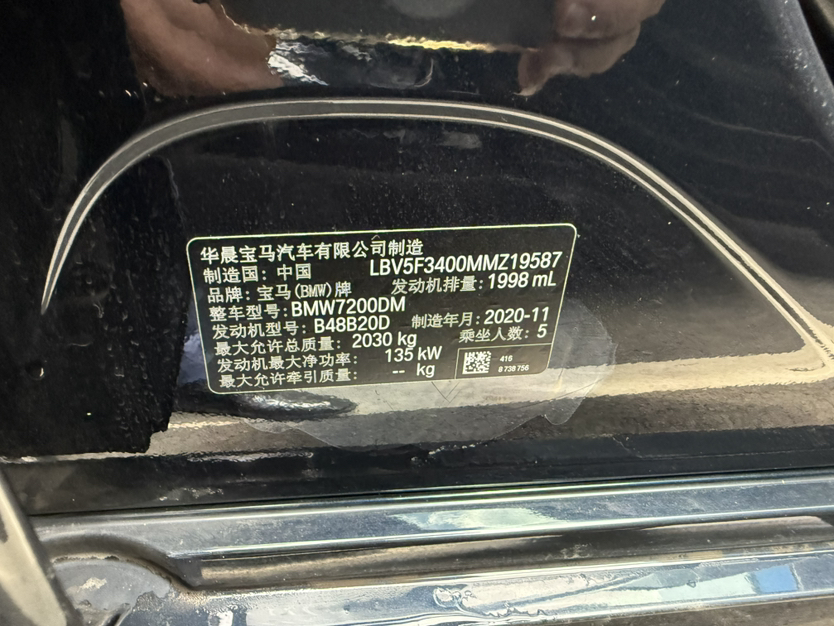 华晨宝马汽车有限公司制造
制造国：中国 LBV5F3400MMZ19587
品牌：宝马(BMW)牌 发动机排量：1998 mL
整车型号：BMW7200DM
发动机型号：B48B20D 制造年月：2020-11
最大允许总质量：2030 kg 乘坐人数：5
发动机最大净功率：135 kW
最大允许牵引质量：-- kg
416
8 738 756